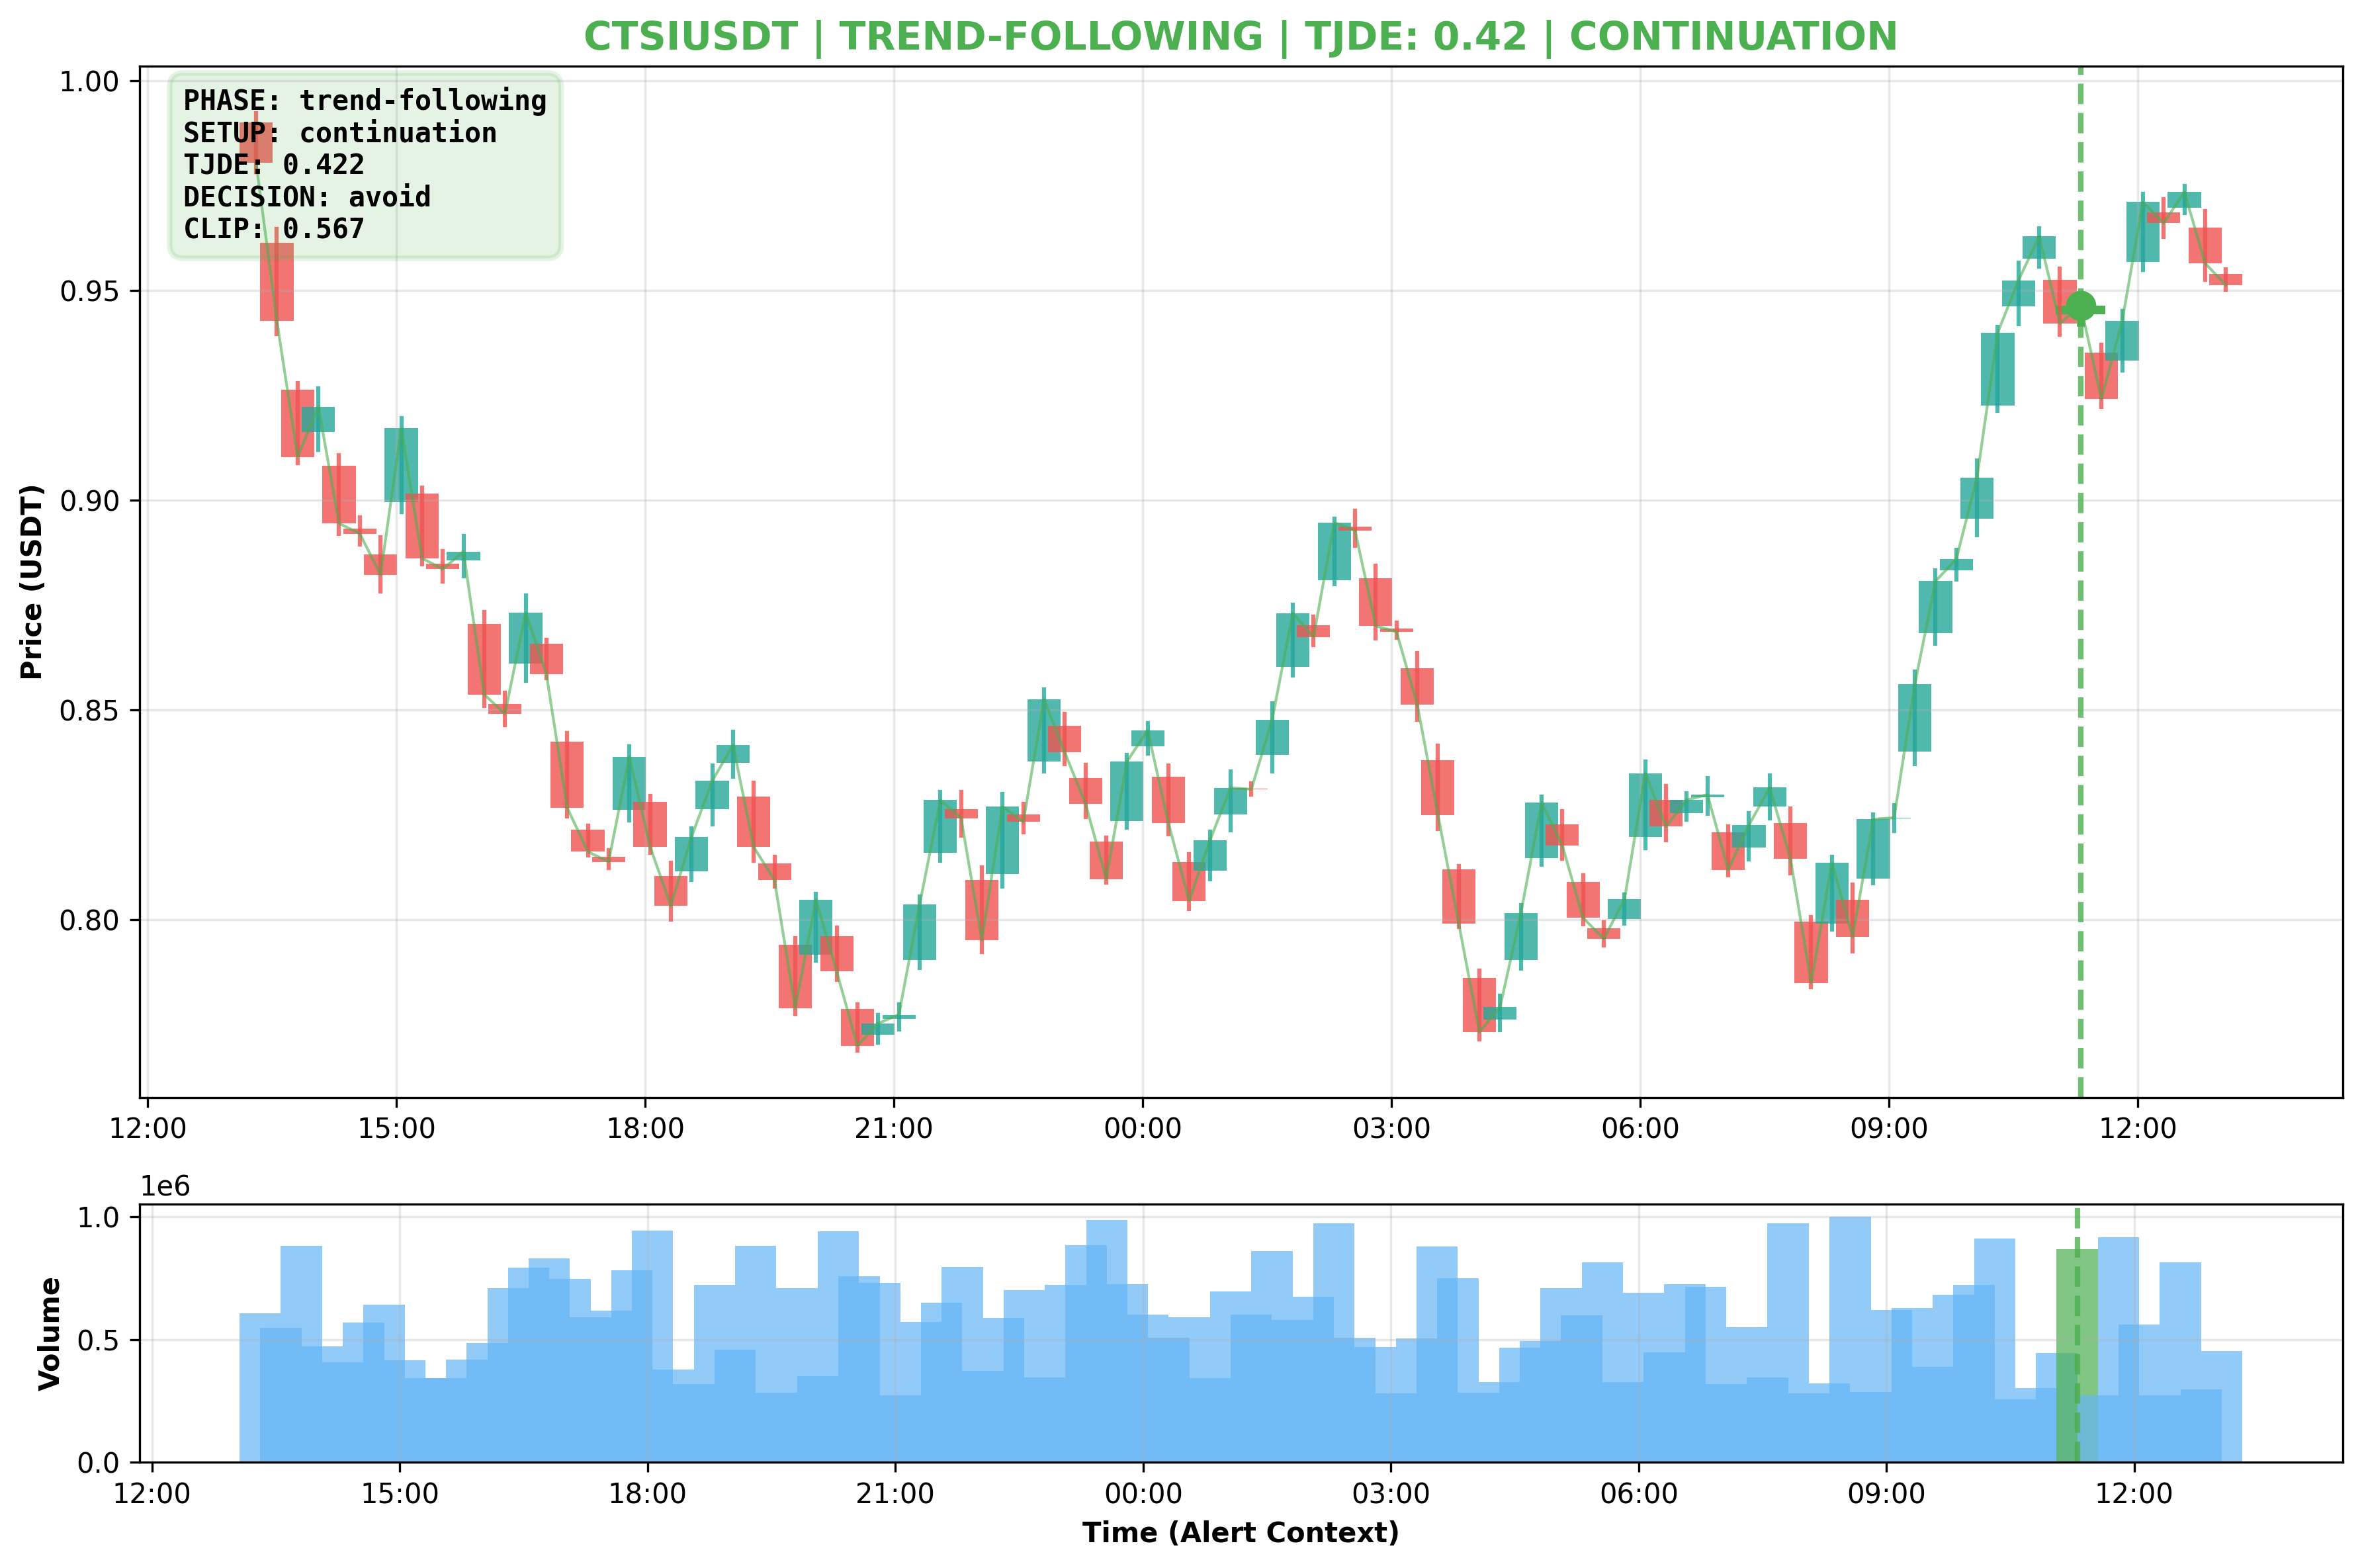 CTSIUSDT | TREND-FOLLOWING | TJDE: 0.42 | CONTINUATION
PHASE: trend-following
SETUP: continuation
TJDE: 0.422
DECISION: avoid
CLIP: 0.567
Price (USDT)
1.00
0.95
0.90
0.85
0.80
12:00 15:00 18:00 21:00 00:00 03:00 06:00 09:00 12:00
1e6
Volume
1.0
0.5
0.0
12:00 15:00 18:00 21:00 00:00 03:00 06:00 09:00 12:00
Time (Alert Context)